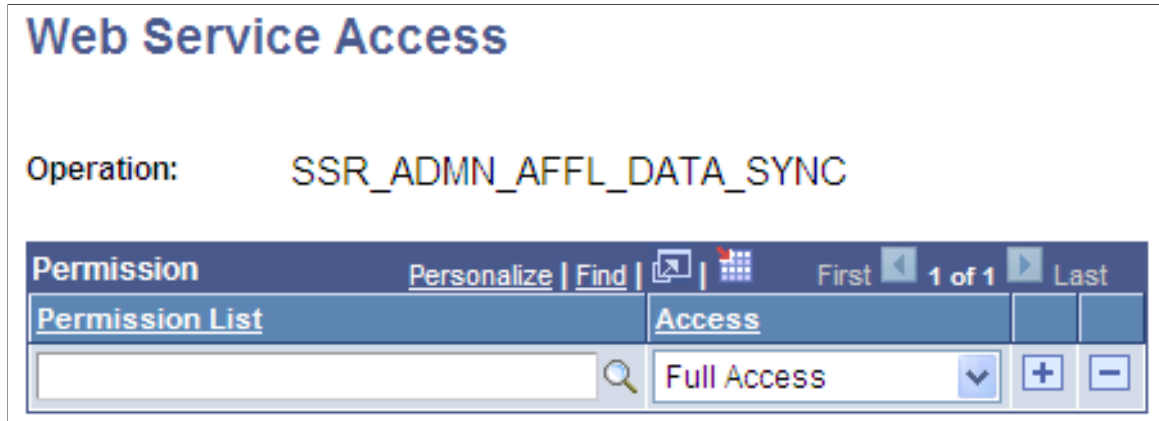 Web Service Access
Operation: SSR_ADMN_AFFL_DATA_SYNC
Permission Personalize | Find | | First 1 of 1 Last
Permission List Access
Full Access